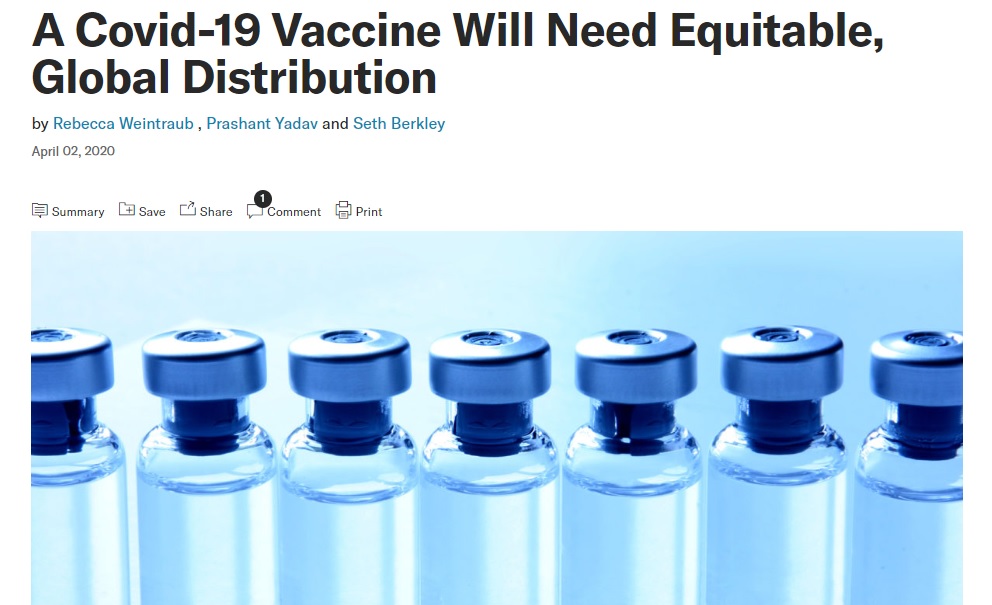 A Covid-19 Vaccine Will Need Equitable,
Global Distribution
by Rebecca Weintraub , Prashant Yadav and Seth Berkley
April 02, 2020
1
Summary Save Share Comment Print